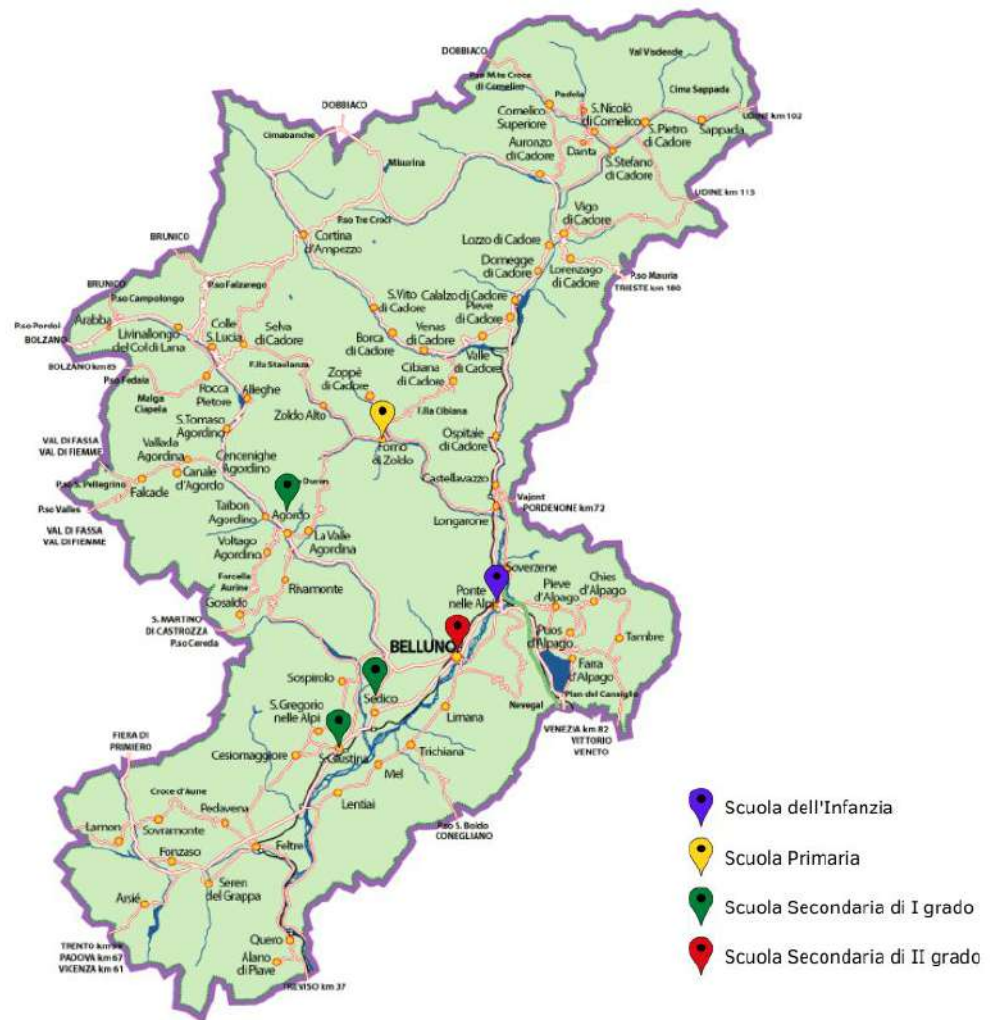 DOBBIACO
Val Visdende
P.so M.te Croce
di Comelico
Cima Sappada
Padola
Comelico
Superiore
S. Nicolò
di Comelico
UDINE km 102
DOBBIACO
S. Pietro
di Cadore
Sappada
Cimabanche
Auronzo
di Cadore
Danta
S. Stefano
di Cadore
Misurina
UDINE km 113
Vigo
di Cadore
P.so Tre Croci
BRUNICO
Cortina
d'Ampezzo
Lozzo di Cadore
Domegge
di Cadore
Lorenzago
di Cadore
P.so Mauria
TRIESTE km 180
BRUNICO
P.so Campolongo
P.so Falzarego
Calalzo di Cadore
S. Vito
di Cadore
Pieve
di Cadore
P.so Pordoi
BOLZANO
Arabba
Livinallongo
del Col di Lana
Colle
S. Lucia
Selva
di Cadore
Borca
di Cadore
Venas
di Cadore
Valle
di Cadore
BOLZANO km 85
F.lla Staulanza
Cibiana
di Cadore
P.so Fedaia
Zoppè
di Cadore
Malga
Ciapela
Rocca
Pietore
Alleghe
Zoldo Alto
F.lla Cibiana
S. Tomaso
Agordino
VAL DI FASSA
VAL DI FIEMME
Vallada
Agordina
Cencenighe
Agordino
Forno
di Zoldo
Ospitale
di Cadore
P.so S. Pellegrino
Canale
d'Agordo
Falcade
Duran
Castellavazzo
P.so Valles
Vajont
PORDENONE km 72
Taibon
Agordino
Agordo
Longarone
VAL DI FASSA
VAL DI FIEMME
Voltago
Agordino
La Valle
Agordina
Soverzene
Forcella
Aurine
Rivamonte
Ponte
nelle Alpi
Pieve
d'Alpago
Chies
d'Alpago
Gosaldo
S. MARTINO
DI CASTROZZA
P.so Cereda
BELLUNO
Puos
d'Alpago
Tambre
Sospirolo
Farra
d'Alpago
Sedico
Plan del Cansiglio
S. Gregorio
nelle Alpi
Limana
Nevegal
VENEZIA km 82
VITTORIO
VENETO
FIERA DI
PRIMIERO
Cesiomaggiore
S. Giustina
Trichiana
Mel
Croce d'Aune
Lentiai
Pedavena
P.so S. Boldo
CONEGLIANO
Lamon
Sovramonte
Fonzaso
Feltre
Seren
del Grappa
Arsié
TRENTO km
PADOVA km 67
VICENZA km 61
Quero
Alano
di Piave
TREVISO km 37
Scuola dell'Infanzia
Scuola Primaria
Scuola Secondaria di I grado
Scuola Secondaria di II grado